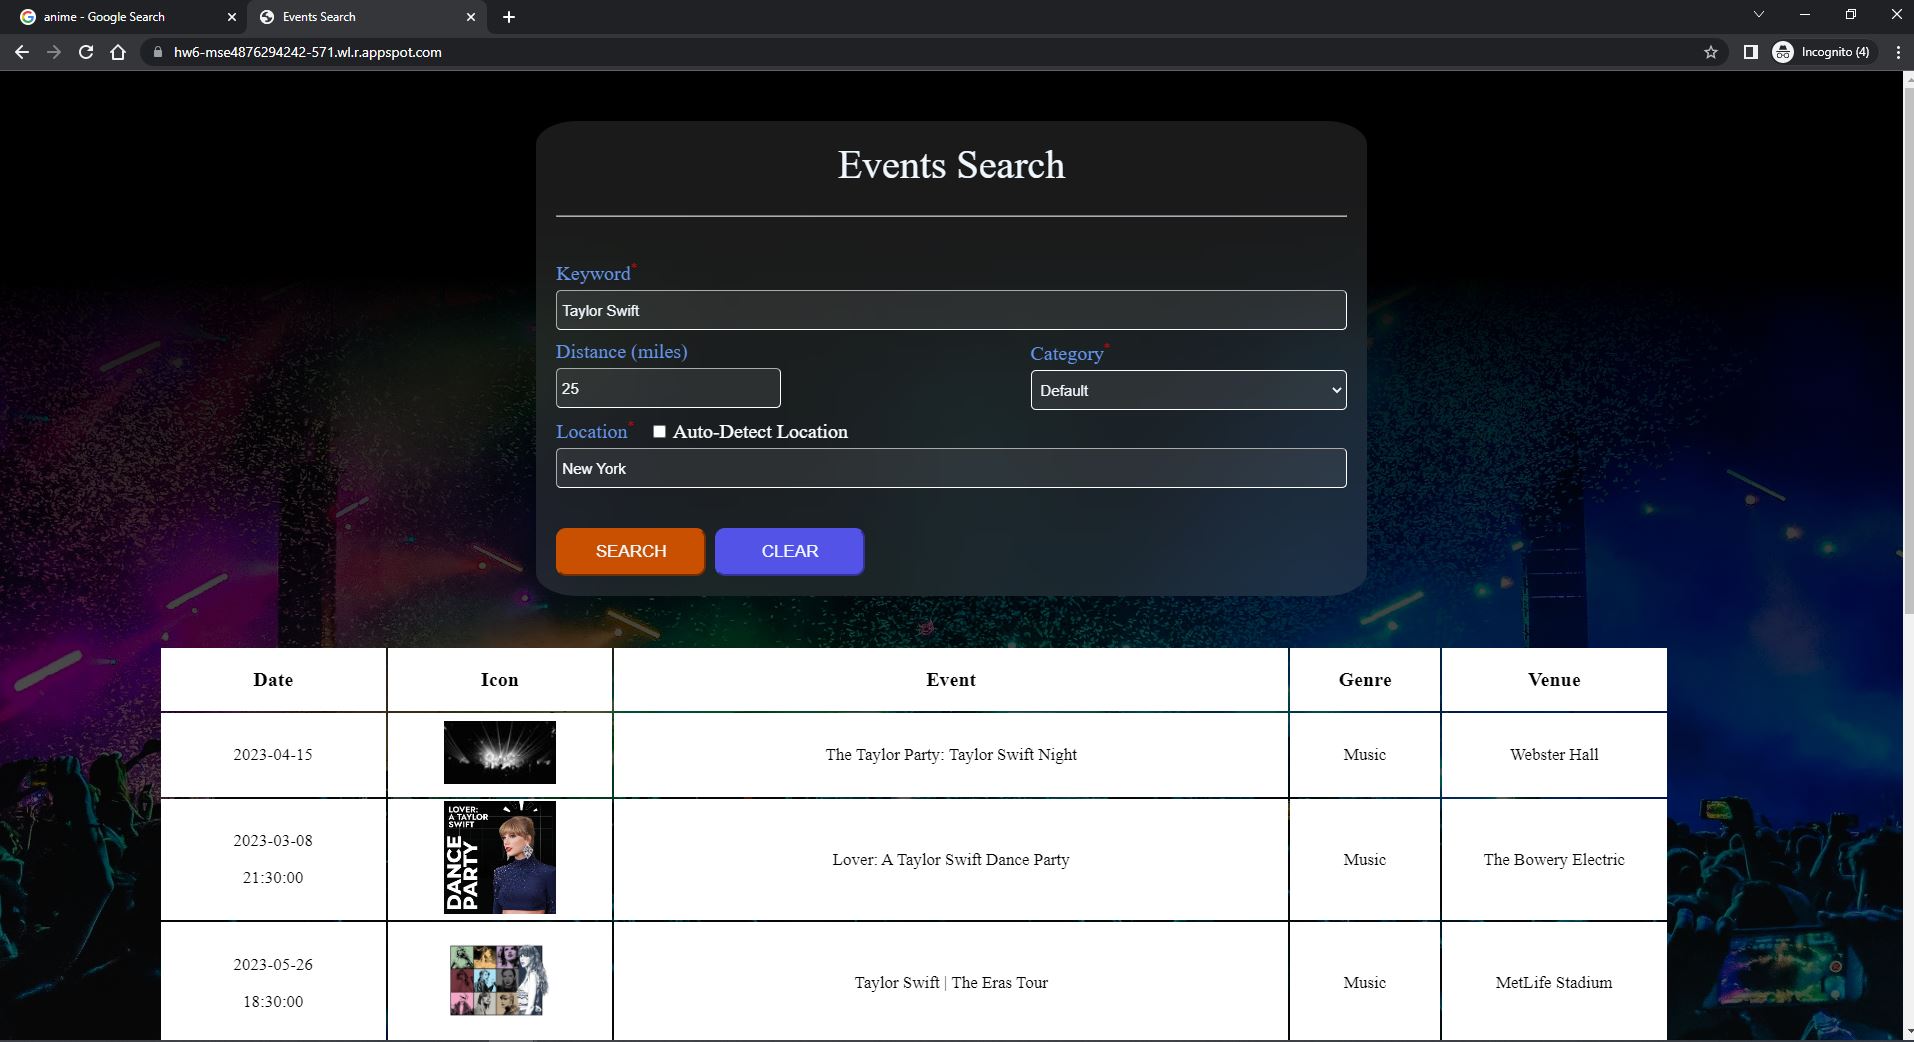 anime - Google Search
Events Search
hw6-mse4876294242-571.wl.r.appspot.com
Incognito (4)
Events Search
Keyword*
Taylor Swift
Distance (miles)
Category*
25
Default
Location*
Auto-Detect Location
New York
SEARCH
CLEAR
Date
Icon
Event
Genre
Venue
2023-04-15
The Taylor Party: Taylor Swift Night
Music
Webster Hall
2023-03-08
21:30:00
LOVER:
A TAYLOR
SWIFT
DANCE
PARTY
Lover: A Taylor Swift Dance Party
Music
The Bowery Electric
2023-05-26
18:30:00
Taylor Swift | The Eras Tour
Music
MetLife Stadium